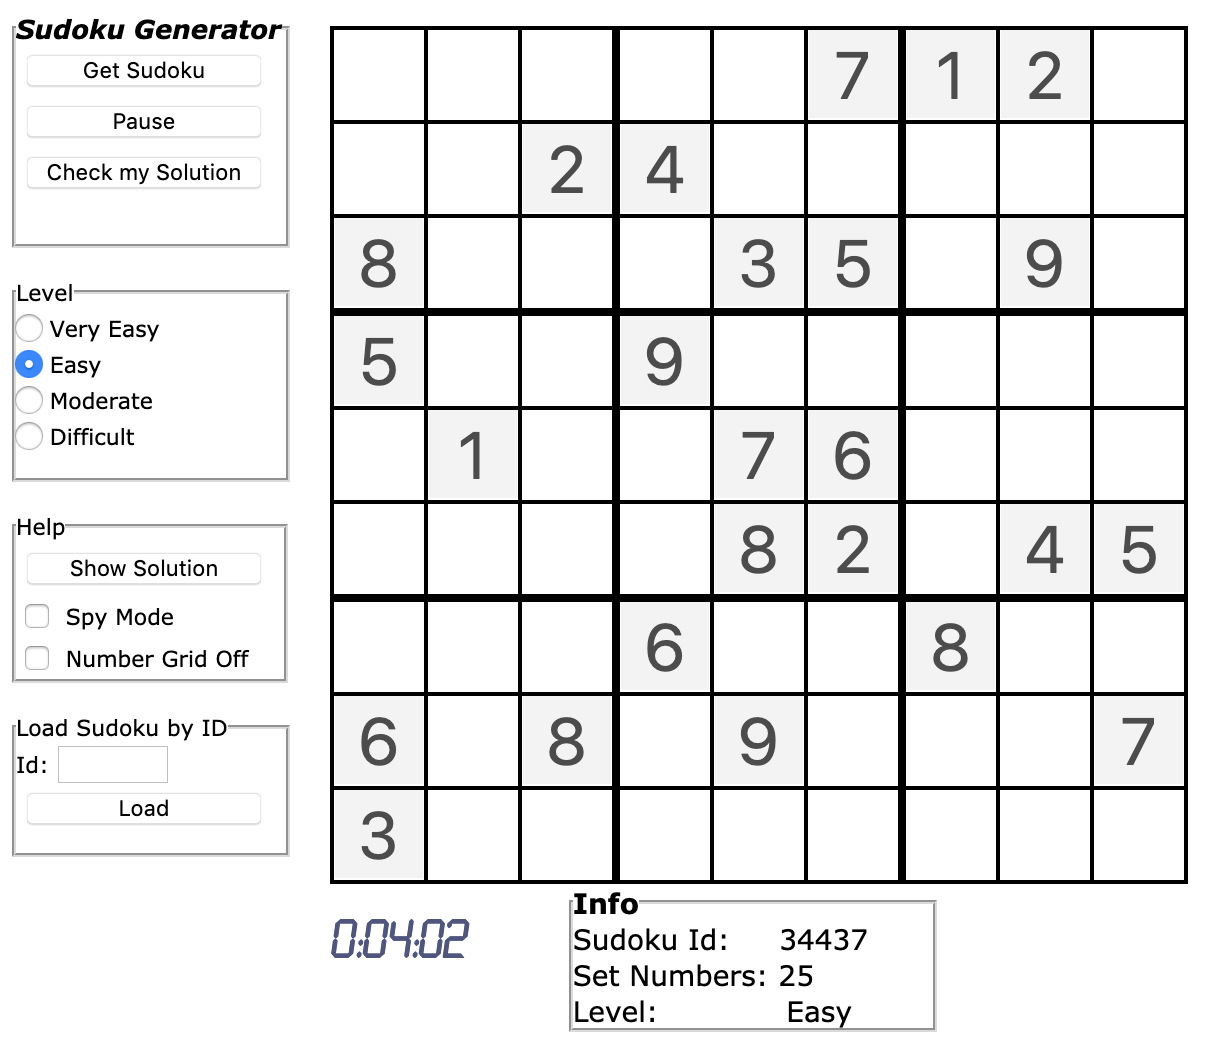 Sudoku Generator
Get Sudoku
Pause
Check my Solution
Level
Very Easy
Easy
Moderate
Difficult
Help
Show Solution
Spy Mode
Number Grid Off
Load Sudoku by ID
Id:
Load
7 1 2
2 4
8 3 5 9
5 9
1 7 6
8 2 4 5
6 8
6 8 9 7
3
0:04:02
Info
Sudoku Id: 34437
Set Numbers: 25
Level: Easy